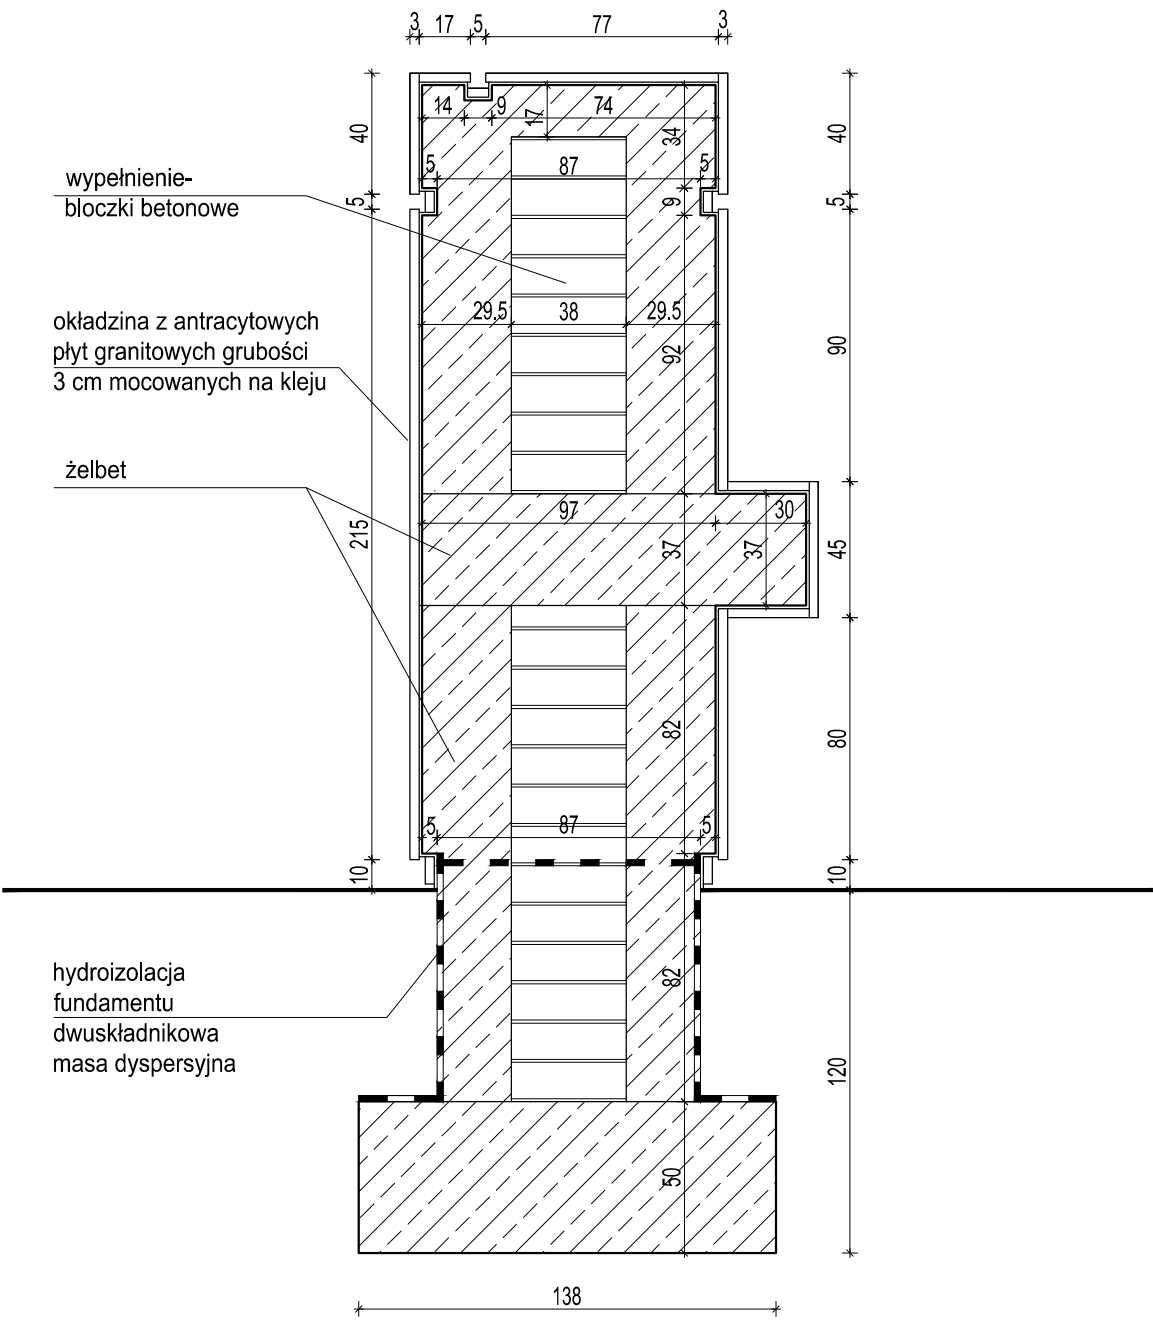 3 17 5 77 3
14 9 74
17
34
40
40
5 87 5
wypełnienie-
bloczki betonowe
5
9
5
29.5 38 29.5
okładzina z antracytowych
płyt granitowych grubości
3 cm mocowanych na kleju
92
90
żelbet
97 30
215
37
37
45
82
80
5 87 5
10
10
hydroizolacja
fundamentu
dwuskładnikowa
masa dyspersyjna
82
120
50
138